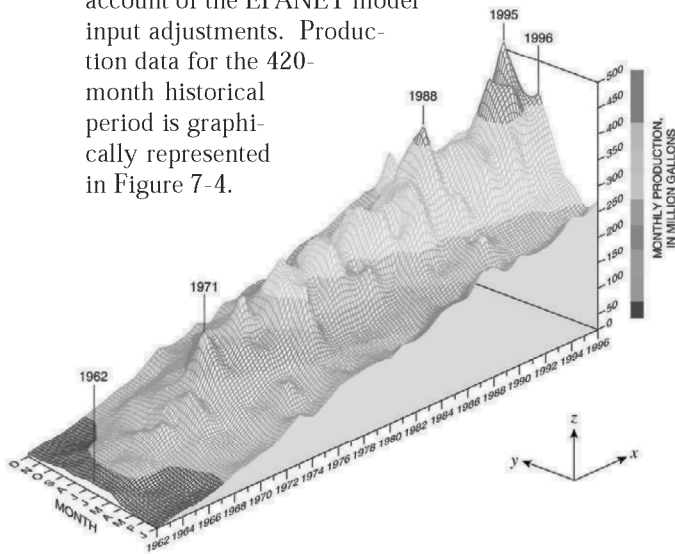 account of the EPANET model
input adjustments. Produc-
tion data for the 420-
month historical
period is graphi-
cally represented
in Figure 7-4.
1995
1996
1988
1971
1962
500
450
400
350
300
250
200
150
100
50
0
MONTHLY PRODUCTION,
IN MILLION GALLONS
D N O S A J J M A M F J
MONTH
1962 1964 1966 1968 1970 1972 1974 1976 1978 1980 1982 1984 1986 1988 1990 1992 1994 1996
z
y
x